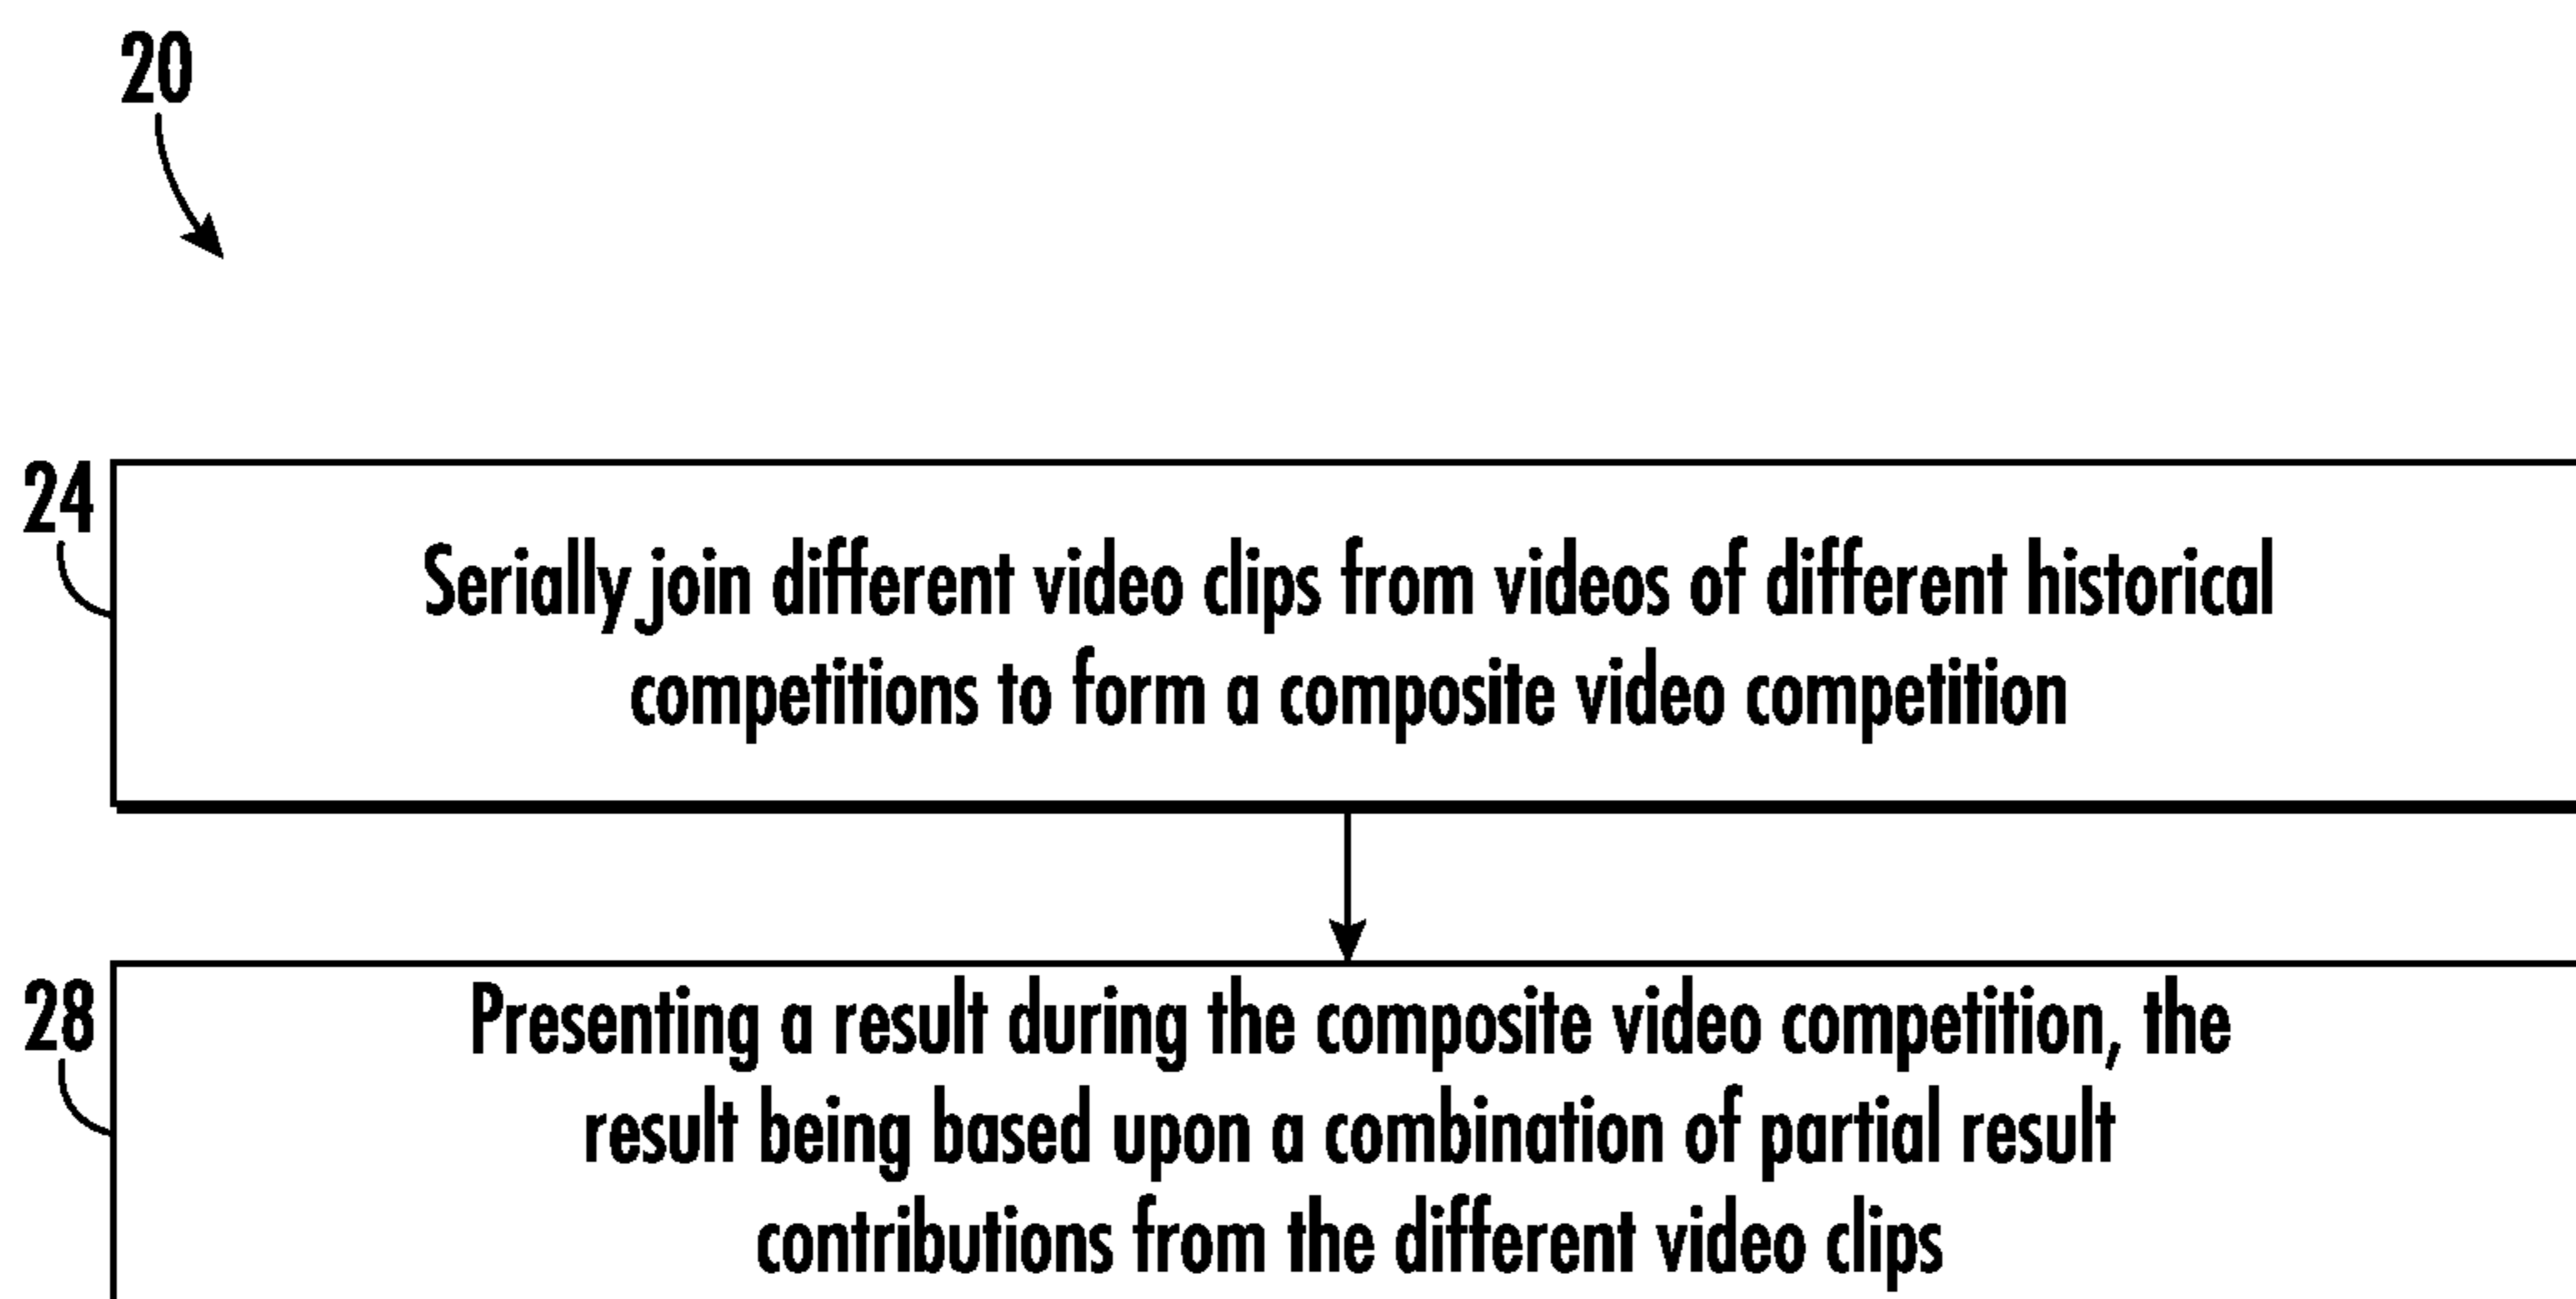 20
24
Serially join different video clips from videos of different historical
competitions to form a composite video competition
28
Presenting a result during the composite video competition, the
result being based upon a combination of partial result
contributions from the different video clips